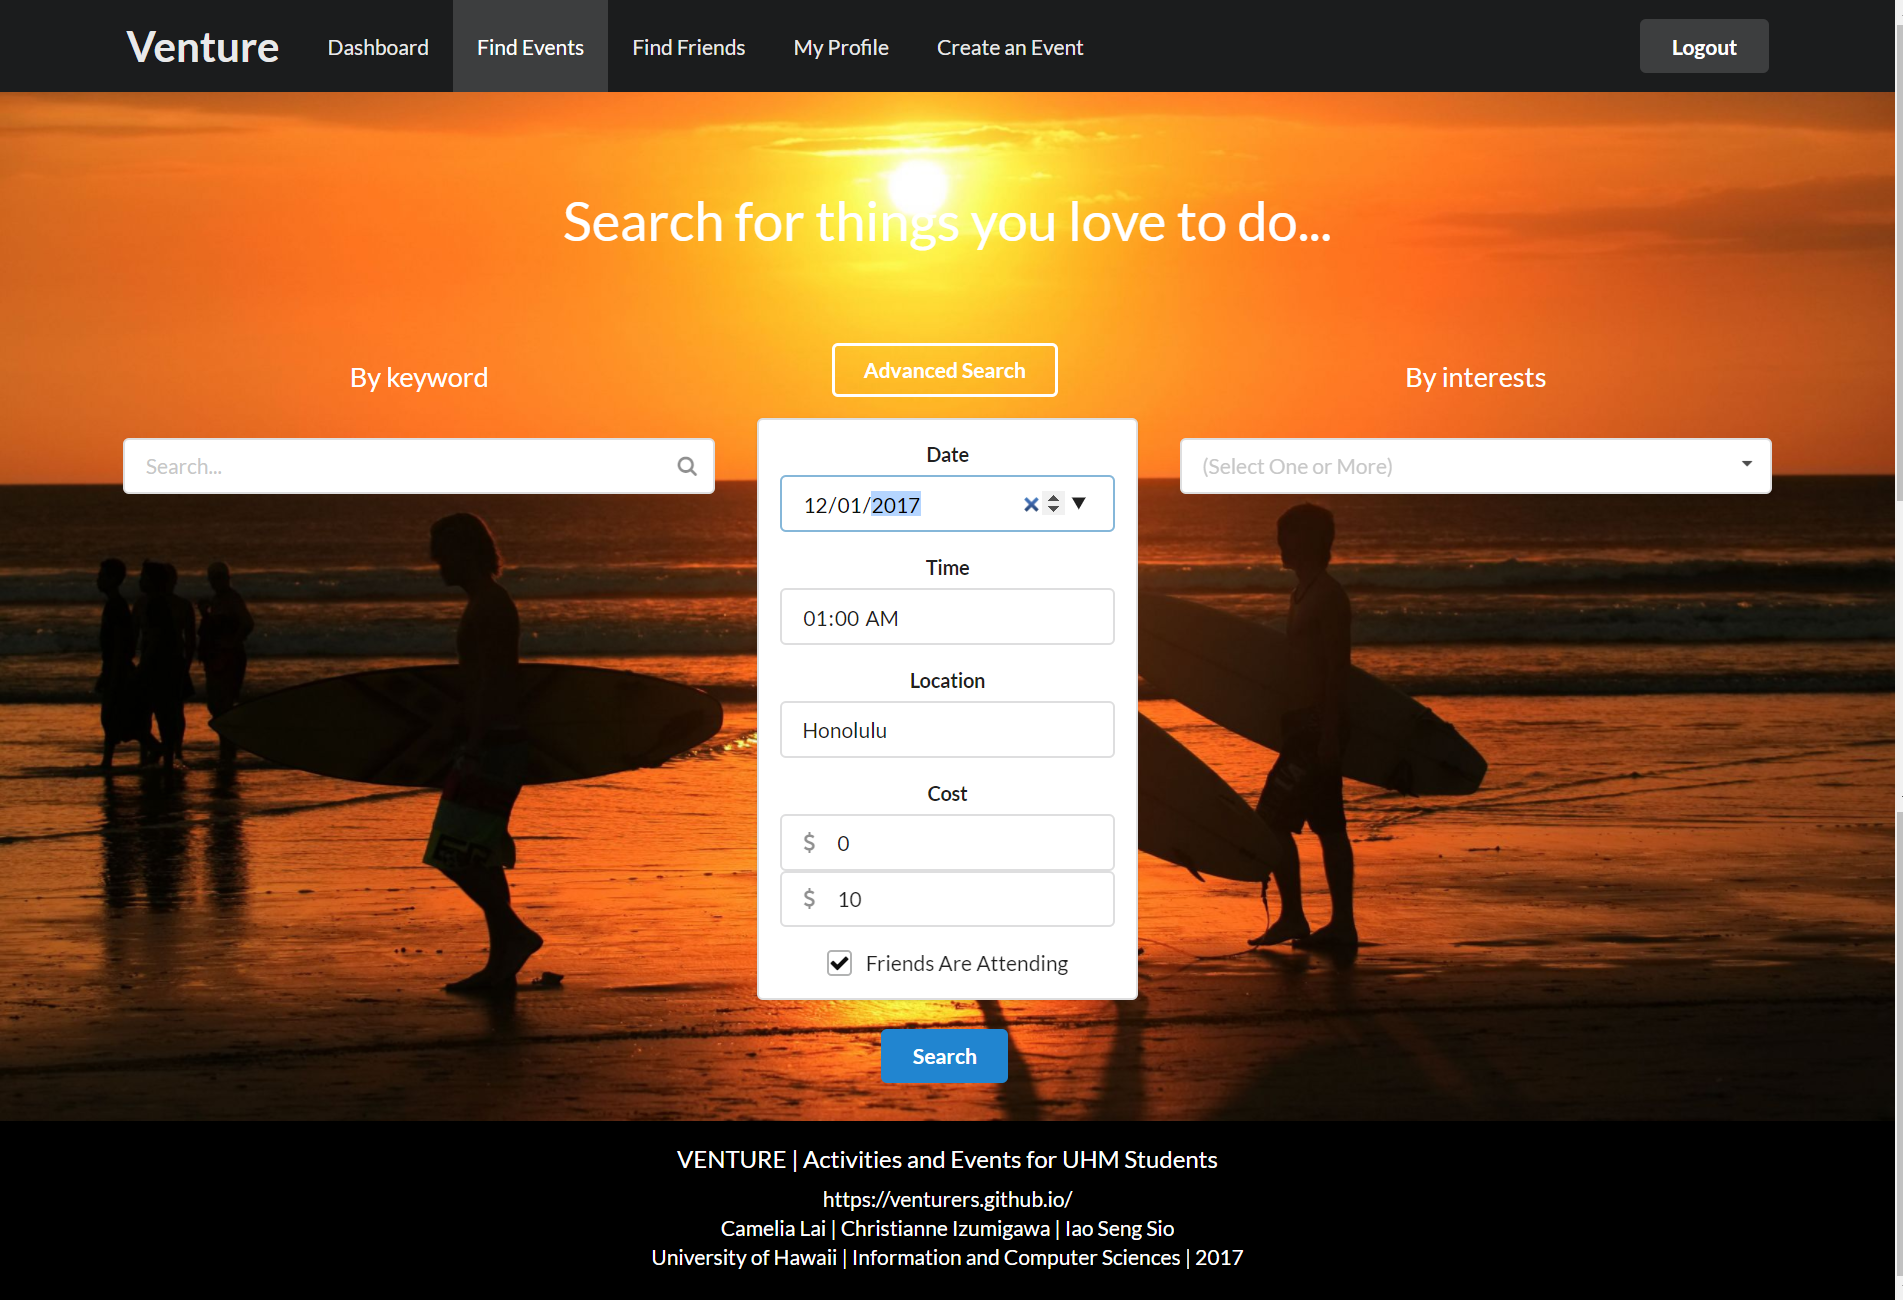 Venture
Dashboard
Find Events
Find Friends
My Profile
Create an Event
Logout
Search for things you love to do...
By keyword
Search...
Advanced Search
Date
12/01/2017
Time
01:00 AM
Location
Honolulu
Cost
$ 0
$ 10
Friends Are Attending
Search
By interests
(Select One or More)
VENTURE | Activities and Events for UHM Students
https://venturers.github.io/
Camelia Lai | Christianne Izumigawa | Iao Seng Sio
University of Hawaii | Information and Computer Sciences | 2017